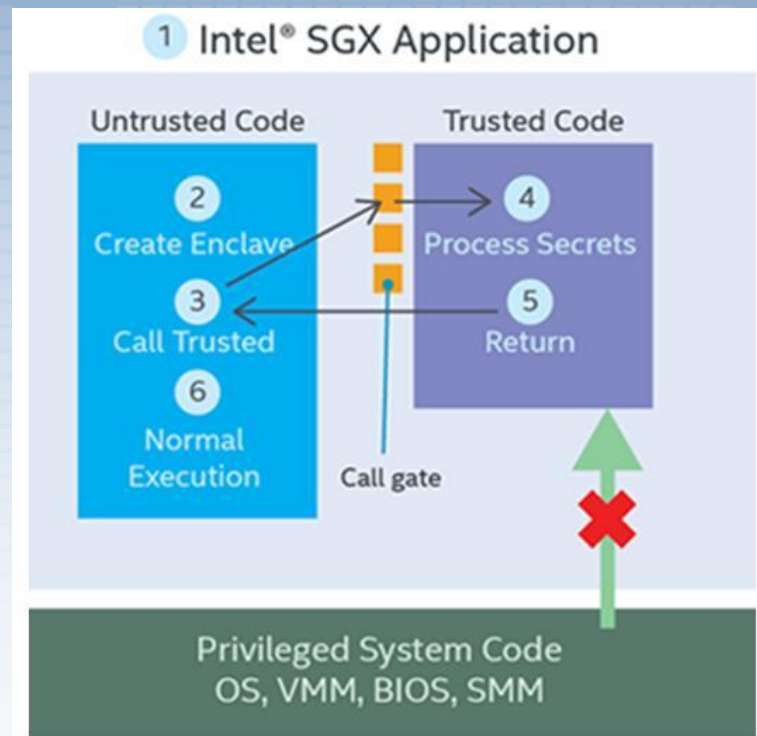 1 Intel® SGX Application
Untrusted Code
Trusted Code
2
Create Enclave
3
Call Trusted
6
Normal
Execution
Call gate
4
Process Secrets
5
Return
Privileged System Code
OS, VMM, BIOS, SMM